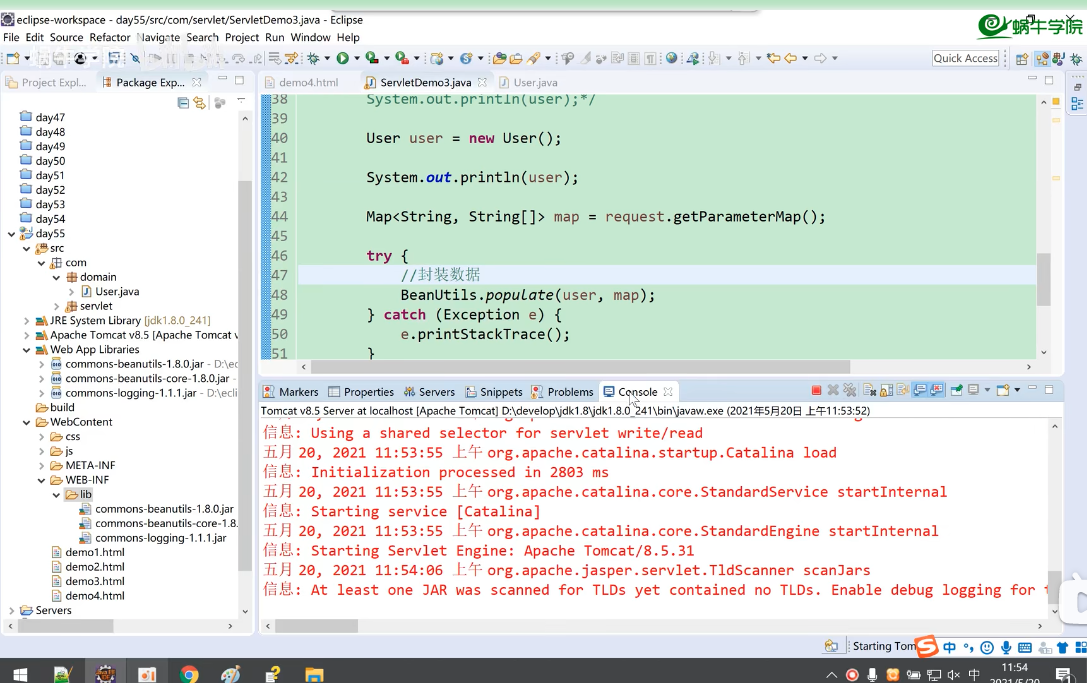 eclipse-workspace - day55/src/com/servlet/ServletDemo3.java - Eclipse
蜗牛学院
File Edit Source Refactor Navigate Search Project Run Window Help
Quick Access
Project Expl...
Package Exp...
demo4.html
ServletDemo3.java
User.java
day47
day48
day49
day50
day51
day52
day53
day54
day55
src
com
domain
User.java
servlet
JRE System Library [jdk1.8.0_241]
Apache Tomcat v8.5 [Apache Tomcat v
Web App Libraries
commons-beanutils-1.8.0.jar - D:\ecl
commons-beanutils-core-1.8.0.jar -
commons-logging-1.1.1.jar - D:\ecli
build
WebContent
css
js
META-INF
WEB-INF
lib
commons-beanutils-1.8.0.jar
commons-beanutils-core-1.8.
commons-logging-1.1.1.jar
demo1.html
demo2.html
demo3.html
demo4.html
Servers
38 System.out.println(user);*/
39
40 User user = new User();
41
42 System.out.println(user);
43
44 Map<String, String[]> map = request.getParameterMap();
45
46 try {
47 //封装数据
48 BeanUtils.populate(user, map);
49 } catch (Exception e) {
50 e.printStackTrace();
51 }
Markers Properties Servers Snippets Problems Console
Tomcat v8.5 Server at localhost [Apache Tomcat] D:\develop\jdk1.8\jdk1.8.0_241\bin\javaw.exe (2021年5月20日 上午11:53:52)
信息: Using a shared selector for servlet write/read
五月 20, 2021 11:53:55 上午 org.apache.catalina.startup.Catalina load
信息: Initialization processed in 2803 ms
五月 20, 2021 11:53:55 上午 org.apache.catalina.core.StandardService startInternal
信息: Starting service [Catalina]
五月 20, 2021 11:53:55 上午 org.apache.catalina.core.StandardEngine startInternal
信息: Starting Servlet Engine: Apache Tomcat/8.5.31
五月 20, 2021 11:54:06 上午 org.apache.jasper.servlet.TldScanner scanJars
信息: At least one JAR was scanned for TLDs yet contained no TLDs. Enable debug logging for t
Starting Tom
中
中
11:54
2021/5/20